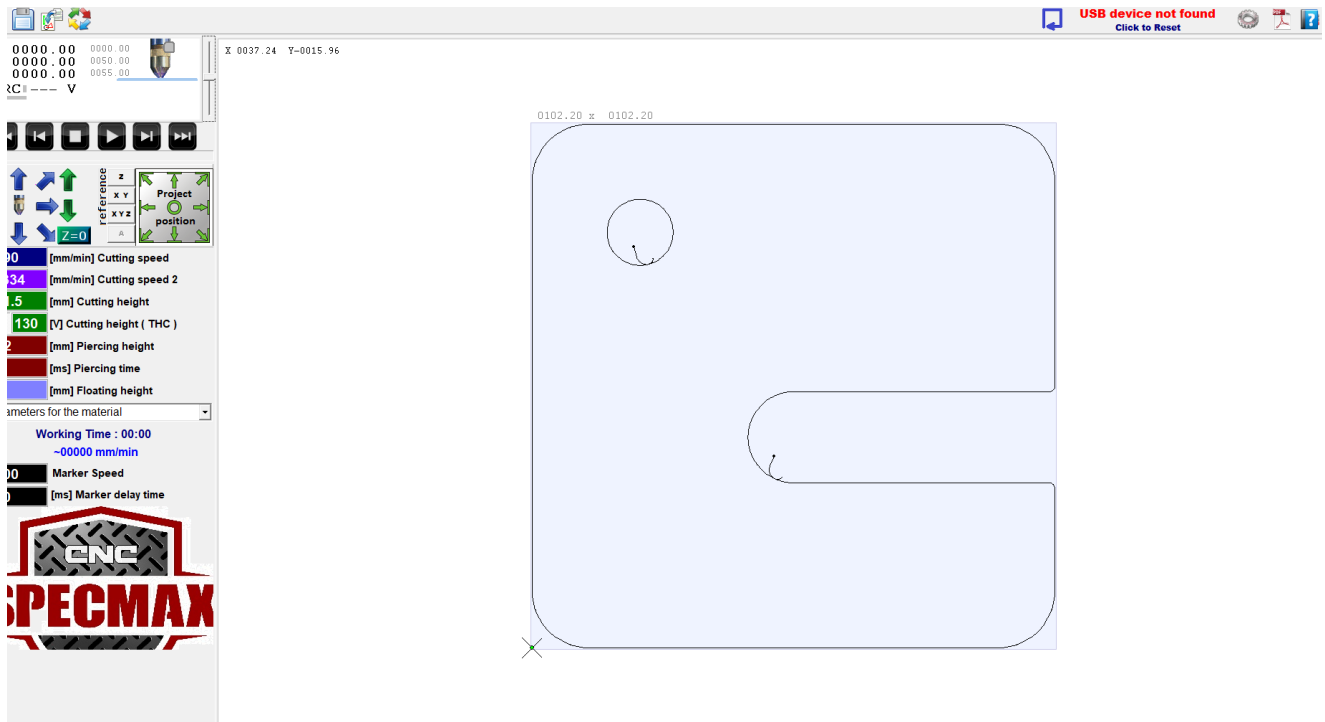 USB device not found
Click to Reset
0000.00 0000.00
0000.00 0050.00
0000.00 0055.00
--- V
X 0037.24 Y-0015.96
0102.20 x 0102.20
reference
Z
X Y
X Y Z
A
Project
position
Z=0
[mm/min] Cutting speed
[mm/min] Cutting speed 2
[mm] Cutting height
130 [V] Cutting height ( THC )
[mm] Piercing height
[ms] Piercing time
[mm] Floating height
for the material
Working Time : 00:00
~00000 mm/min
Marker Speed
[ms] Marker delay time
CNC
SPECMAX